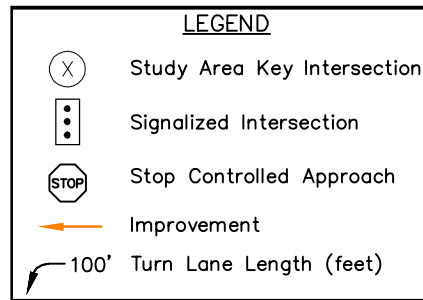 LEGEND
X Study Area Key Intersection
Signalized Intersection
STOP Stop Controlled Approach
Improvement
100' Turn Lane Length (feet)